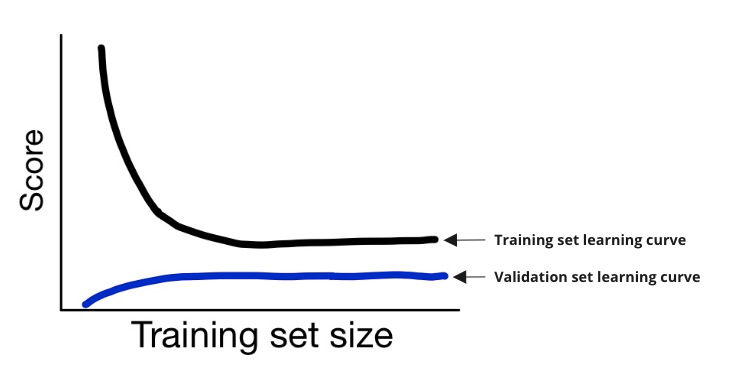 Score
Training set learning curve
Validation set learning curve
Training set size